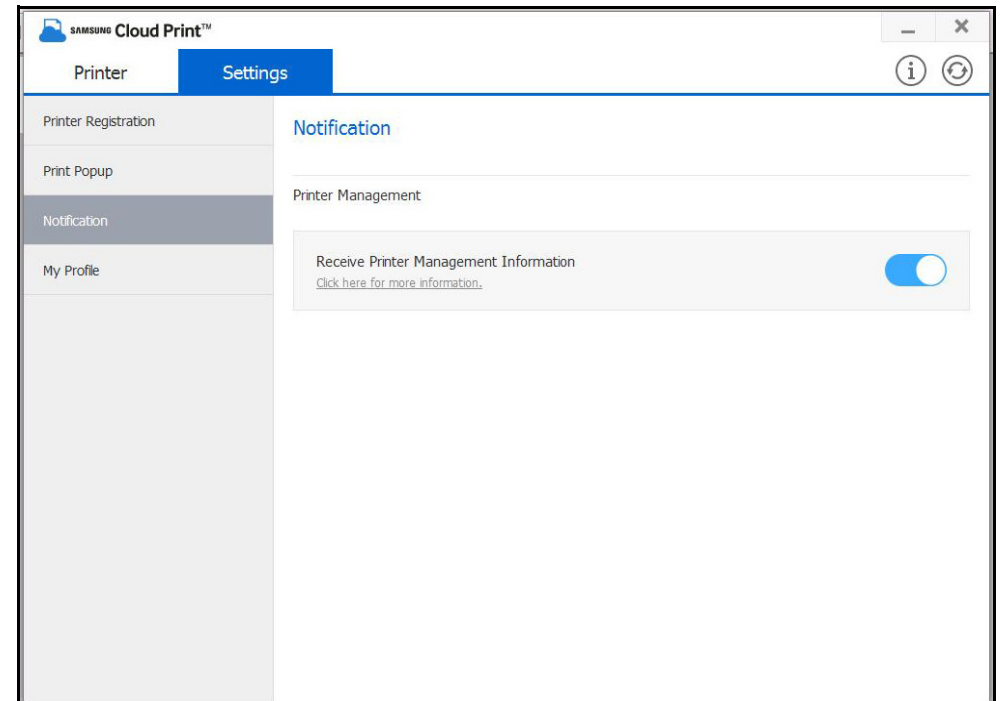 SAMSUNG Cloud Print™
Printer
Settings
Printer Registration
Print Popup
Notification
My Profile
Notification
Printer Management
Receive Printer Management Information
Click here for more information.